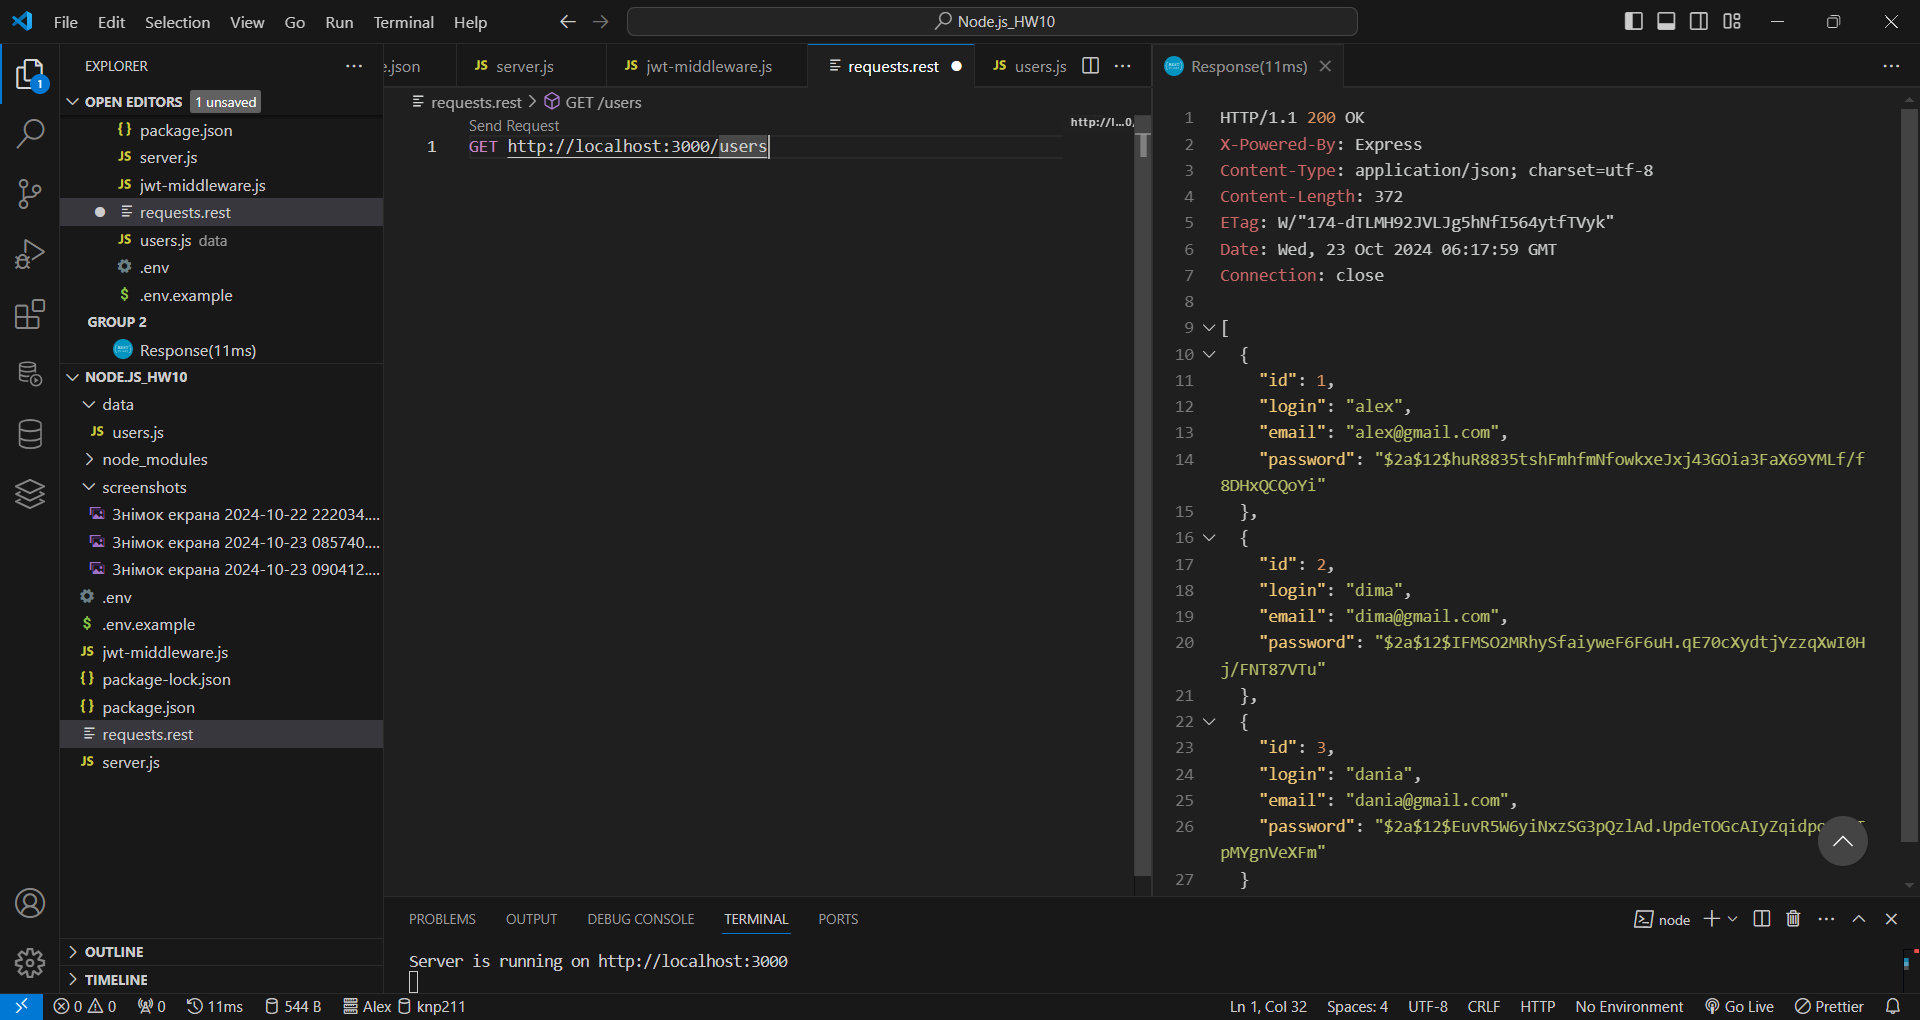 File Edit Selection View Go Run Terminal Help
Node.js_HW10
EXPLORER
OPEN EDITORS 1 unsaved
{} package.json
JS server.js
JS jwt-middleware.js
requests.rest
JS users.js data
.env
$ .env.example
GROUP 2
Response(11ms)
NODE.JS_HW10
data
JS users.js
node_modules
screenshots
Знімок екрана 2024-10-22 222034....
Знімок екрана 2024-10-23 085740....
Знімок екрана 2024-10-23 090412....
.env
$ .env.example
JS jwt-middleware.js
{} package-lock.json
{} package.json
requests.rest
JS server.js
OUTLINE
TIMELINE
.json JS server.js JS jwt-middleware.js requests.rest JS users.js
requests.rest > GET /users
Send Request
1 GET http://localhost:3000/users
http://l...0/
Response(11ms)
1 HTTP/1.1 200 OK
2 X-Powered-By: Express
3 Content-Type: application/json; charset=utf-8
4 Content-Length: 372
5 ETag: W/"174-dTLMH92JVLJg5hNfI564ytfTVyk"
6 Date: Wed, 23 Oct 2024 06:17:59 GMT
7 Connection: close
8
9 [
10 {
11 "id": 1,
12 "login": "alex",
13 "email": "alex@gmail.com",
14 "password": "$2a$12$huR8835tshFmhfmNfowkxeJxj43GOia3FaX69YMLf/f
8DHxQCQoYi"
15 },
16 {
17 "id": 2,
18 "login": "dima",
19 "email": "dima@gmail.com",
20 "password": "$2a$12$IFMSO2MRhySfaiyweF6F6uH.qE70cXydtjYzzqXwI0H
j/FNT87VTu"
21 },
22 {
23 "id": 3,
24 "login": "dania",
25 "email": "dania@gmail.com",
26 "password": "$2a$12$EuvR5W6yiNxzSG3pQzlAd.UpdeTOGcAIyZqidp
pMYgnVeXFm"
27 }
PROBLEMS OUTPUT DEBUG CONSOLE TERMINAL PORTS
node
Server is running on http://localhost:3000
0 0 0 11ms 544 B Alex knp211
Ln 1, Col 32 Spaces: 4 UTF-8 CRLF HTTP No Environment Go Live Prettier